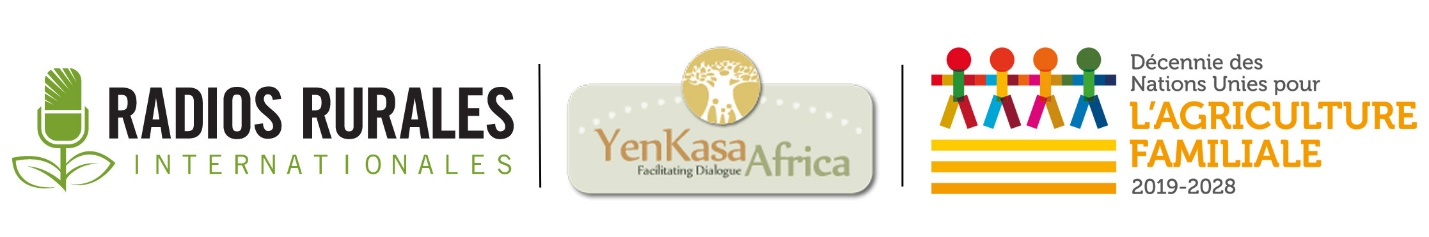 RADIOS RURALES
INTERNATIONALES
YenKasa
Africa
Facilitating Dialogue
Décennie des
Nations Unies pour
L'AGRICULTURE
FAMILIALE
2019-2028